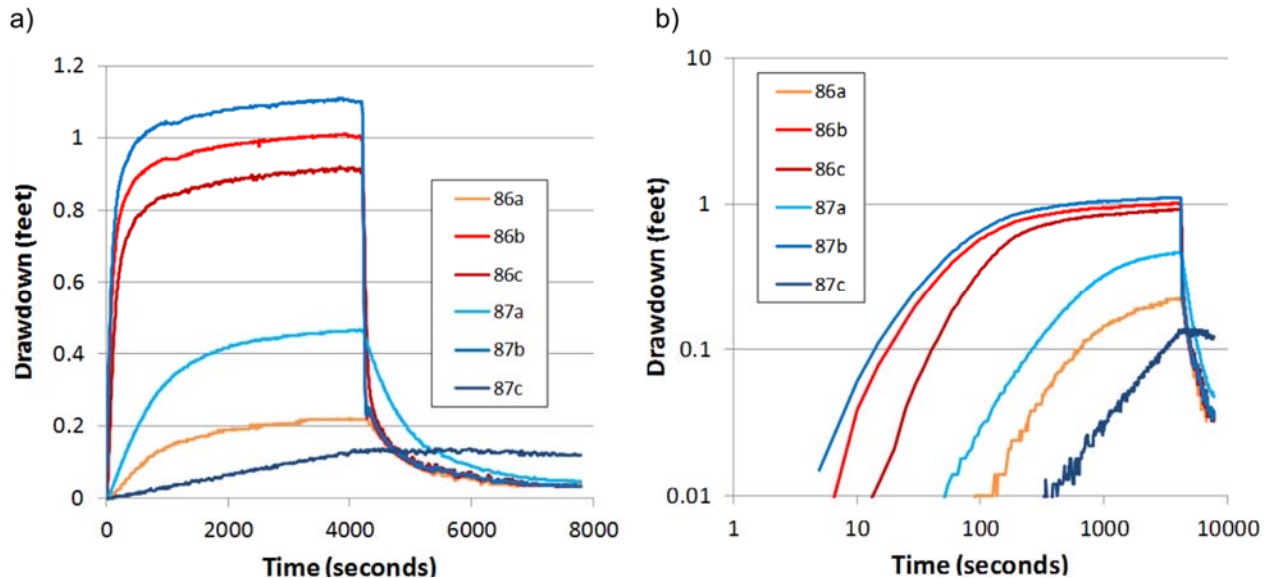 a)
1.2
1
0.8
0.6
0.4
0.2
0
Drawdown (feet)
0 2000 4000 6000 8000
Time (seconds)
86a
86b
86c
87a
87b
87c
b)
10
1
0.1
0.01
Drawdown (feet)
1 10 100 1000 10000
Time (seconds)
86a
86b
86c
87a
87b
87c